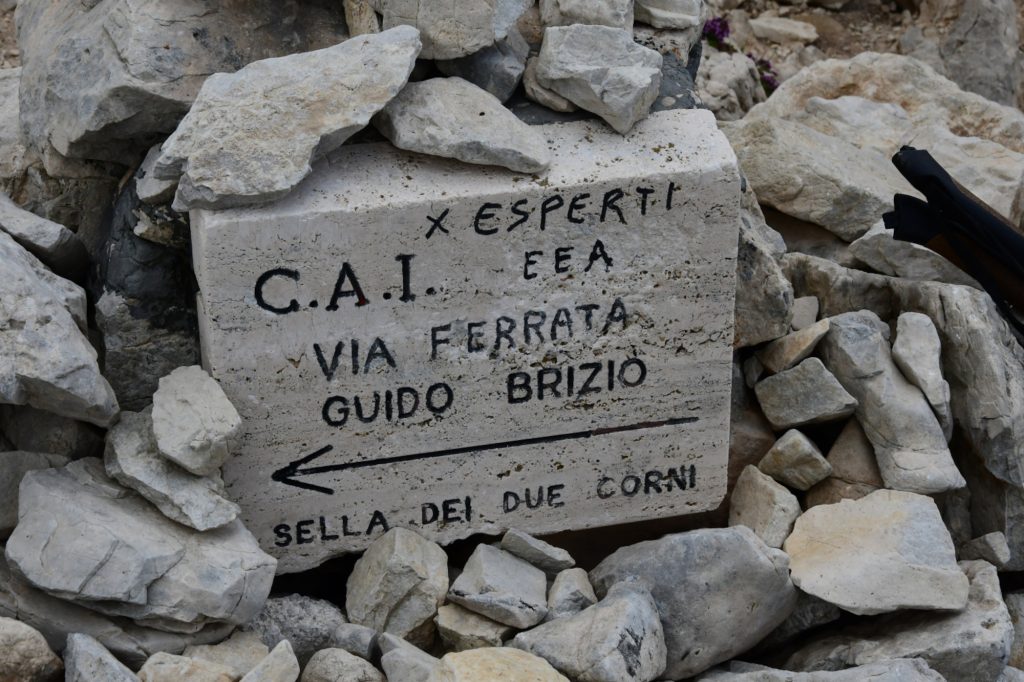 X ESPERTI
C.A.I. EEA
VIA FERRATA
GUIDO BRIZIO
SELLA DEI DUE CORNI